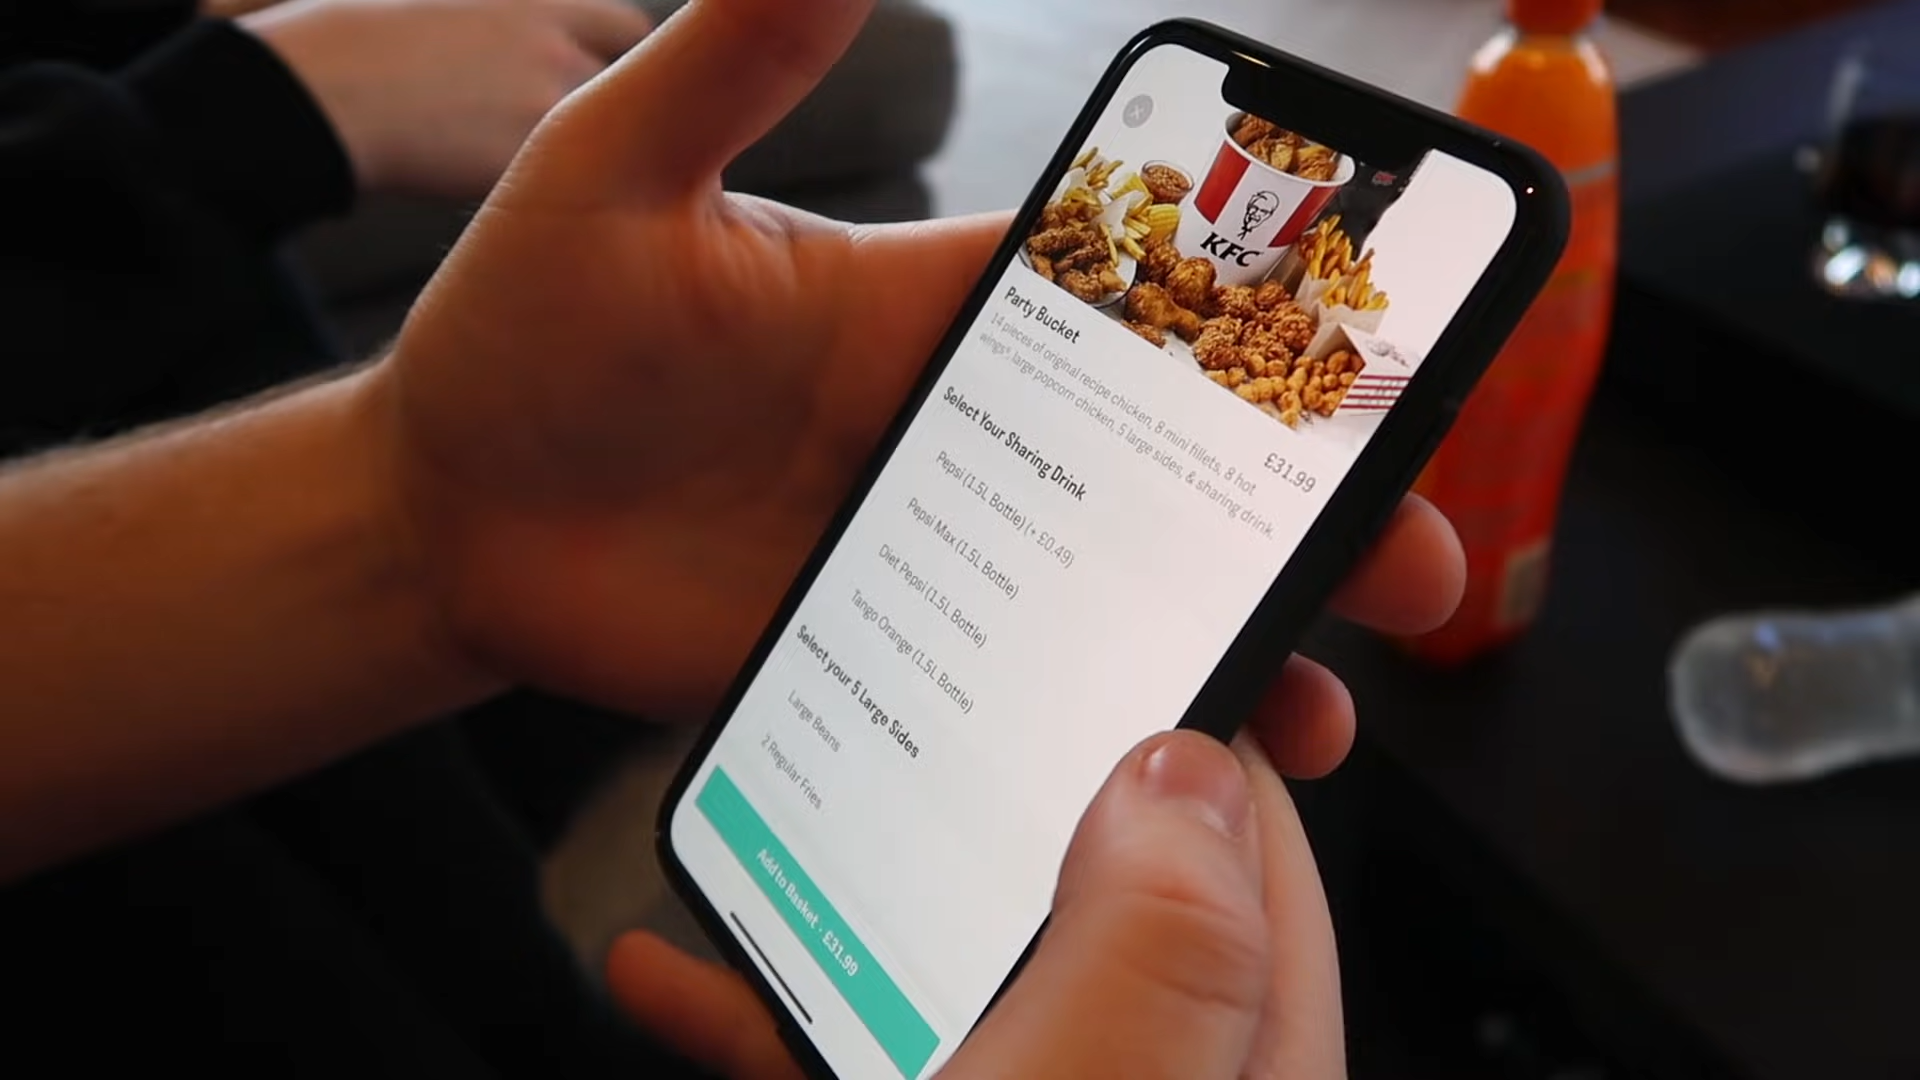 KFC
Party Bucket
14 pieces of original recipe chicken, 8 mini fillets, 8 hot
wings®, large popcorn chicken, 5 large sides, & sharing drink.
£31.99
Select Your Sharing Drink
Pepsi (1.5L Bottle) (+ £0.49)
Pepsi Max (1.5L Bottle)
Diet Pepsi (1.5L Bottle)
Tango Orange (1.5L Bottle)
Select your 5 Large Sides
Large Beans
2 Regular Fries
Add to Basket · £31.99